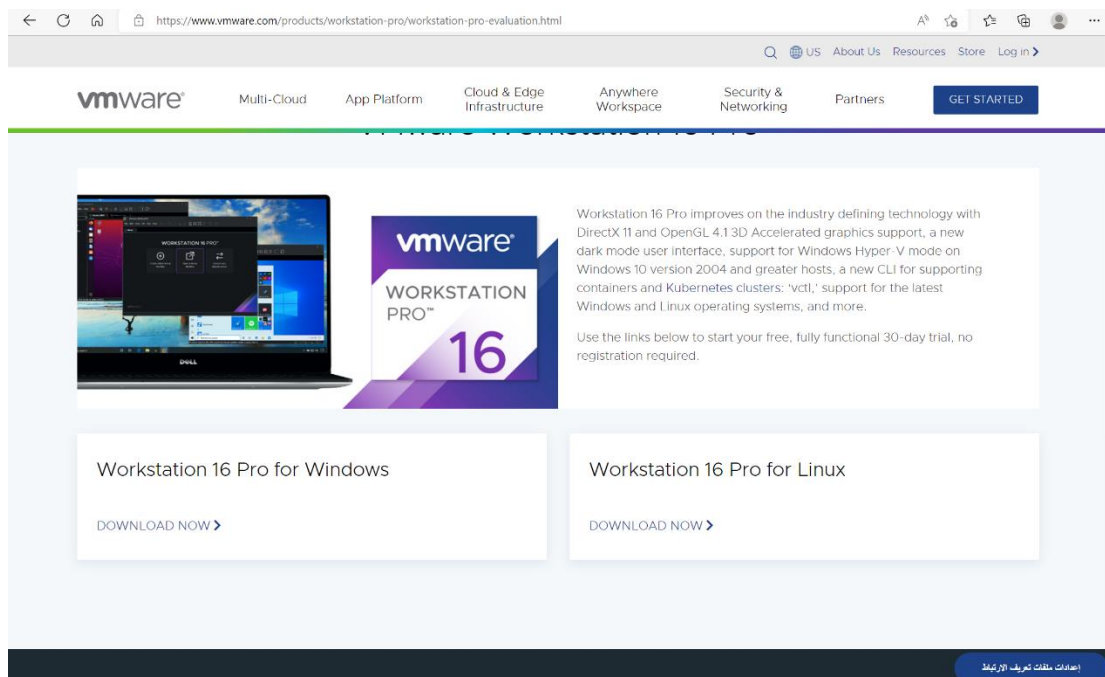 https://www.vmware.com/products/workstation-pro/workstation-pro-evaluation.html
US About Us Resources Store Log in
vmware®
Multi-Cloud
App Platform
Cloud & Edge
Infrastructure
Anywhere
Workspace
Security &
Networking
Partners
GET STARTED
WORKSTATION 16 PRO™
DELL
vmware®
WORKSTATION
PRO™
16
Workstation 16 Pro improves on the industry defining technology with
DirectX 11 and OpenGL 4.1 3D Accelerated graphics support, a new
dark mode user interface, support for Windows Hyper-V mode on
Windows 10 version 2004 and greater hosts, a new CLI for supporting
containers and Kubernetes clusters: 'vctl,' support for the latest
Windows and Linux operating systems, and more.
Use the links below to start your free, fully functional 30-day trial, no
registration required.
Workstation 16 Pro for Windows
DOWNLOAD NOW
Workstation 16 Pro for Linux
DOWNLOAD NOW
إعدادات ملفات تعريف الارتباط